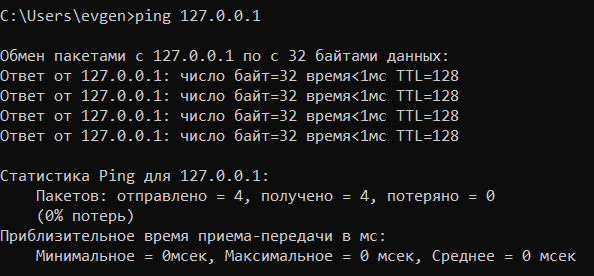 C:\Users\evgen>ping 127.0.0.1
Обмен пакетами с 127.0.0.1 по с 32 байтами данных:
Ответ от 127.0.0.1: число байт=32 время<1мс TTL=128
Ответ от 127.0.0.1: число байт=32 время<1мс TTL=128
Ответ от 127.0.0.1: число байт=32 время<1мс TTL=128
Ответ от 127.0.0.1: число байт=32 время<1мс TTL=128
Статистика Ping для 127.0.0.1:
Пакетов: отправлено = 4, получено = 4, потеряно = 0
(0% потерь)
Приблизительное время приема-передачи в мс:
Минимальное = 0мсек, Максимальное = 0 мсек, Среднее = 0 мсек